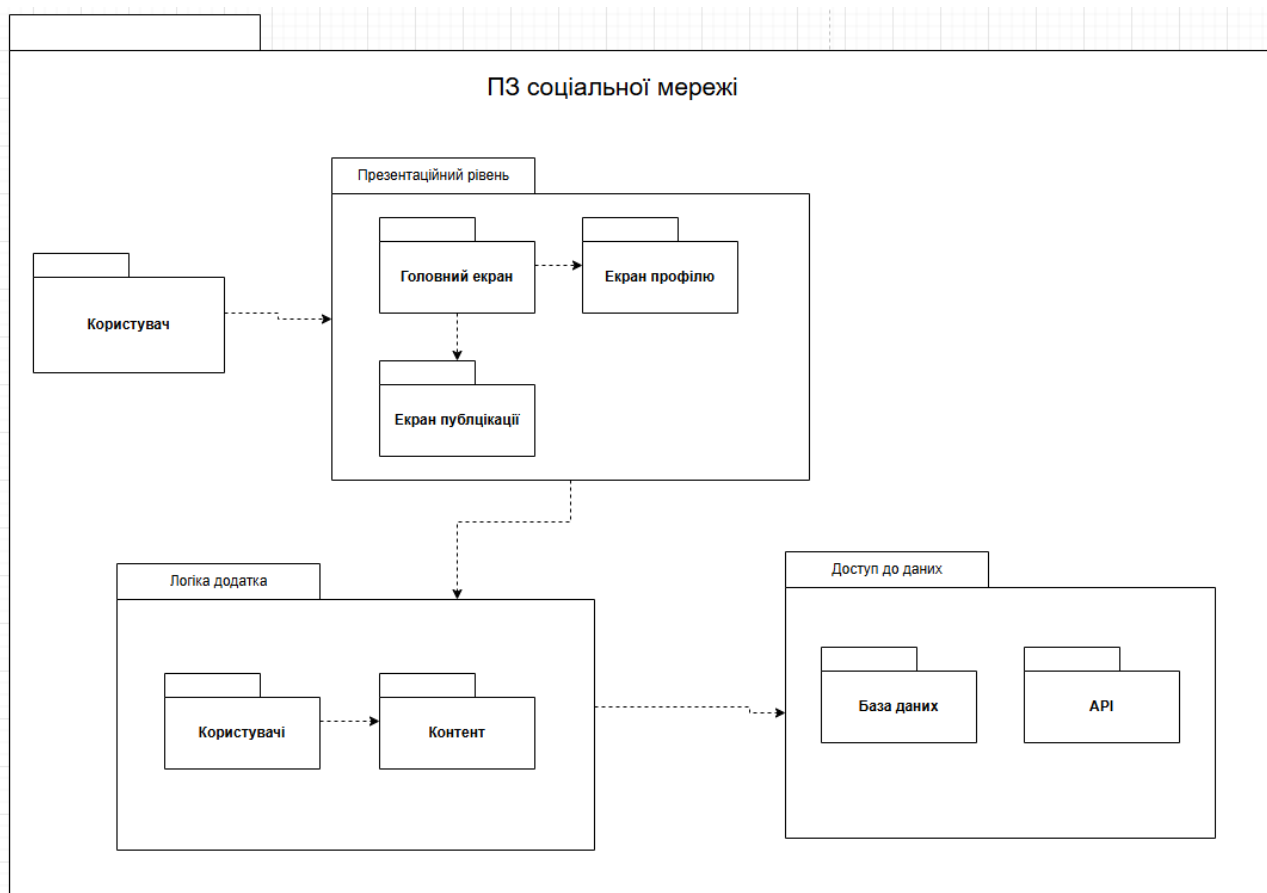 ПЗ соціальної мережі
Презентаційний рівень
Головний екран
Екран профілю
Користувач
Екран публцікації
Логіка додатка
Доступ до даних
Користувачі
Контент
База даних
API